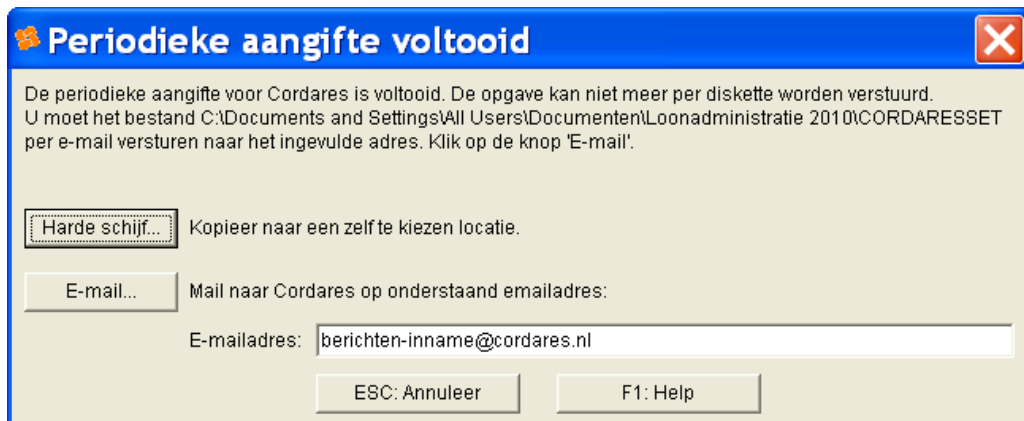 Periodieke aangifte voltooid
De periodieke aangifte voor Cordares is voltooid. De opgave kan niet meer per diskette worden verstuurd.
U moet het bestand C:\Documents and Settings\All Users\Documenten\Loonadministratie 2010\CORDARESSET
per e-mail versturen naar het ingevulde adres. Klik op de knop 'E-mail'.
Harde schijf... Kopieer naar een zelf te kiezen locatie.
E-mail... Mail naar Cordares op onderstaand emailadres:
E-mailadres: berichten-inname@cordares.nl
ESC: Annuleer F1: Help